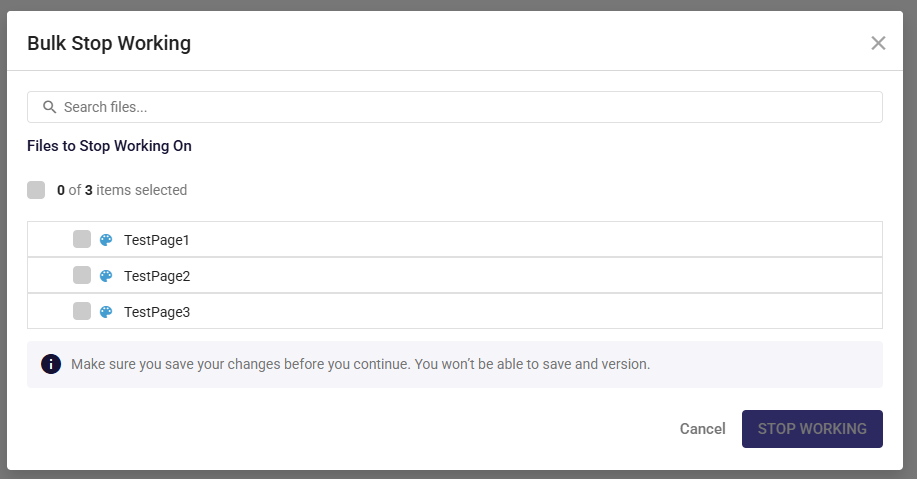 Bulk Stop Working
Search files...
Files to Stop Working On
0 of 3 items selected
TestPage1
TestPage2
TestPage3
Make sure you save your changes before you continue. You won’t be able to save and version.
Cancel
STOP WORKING